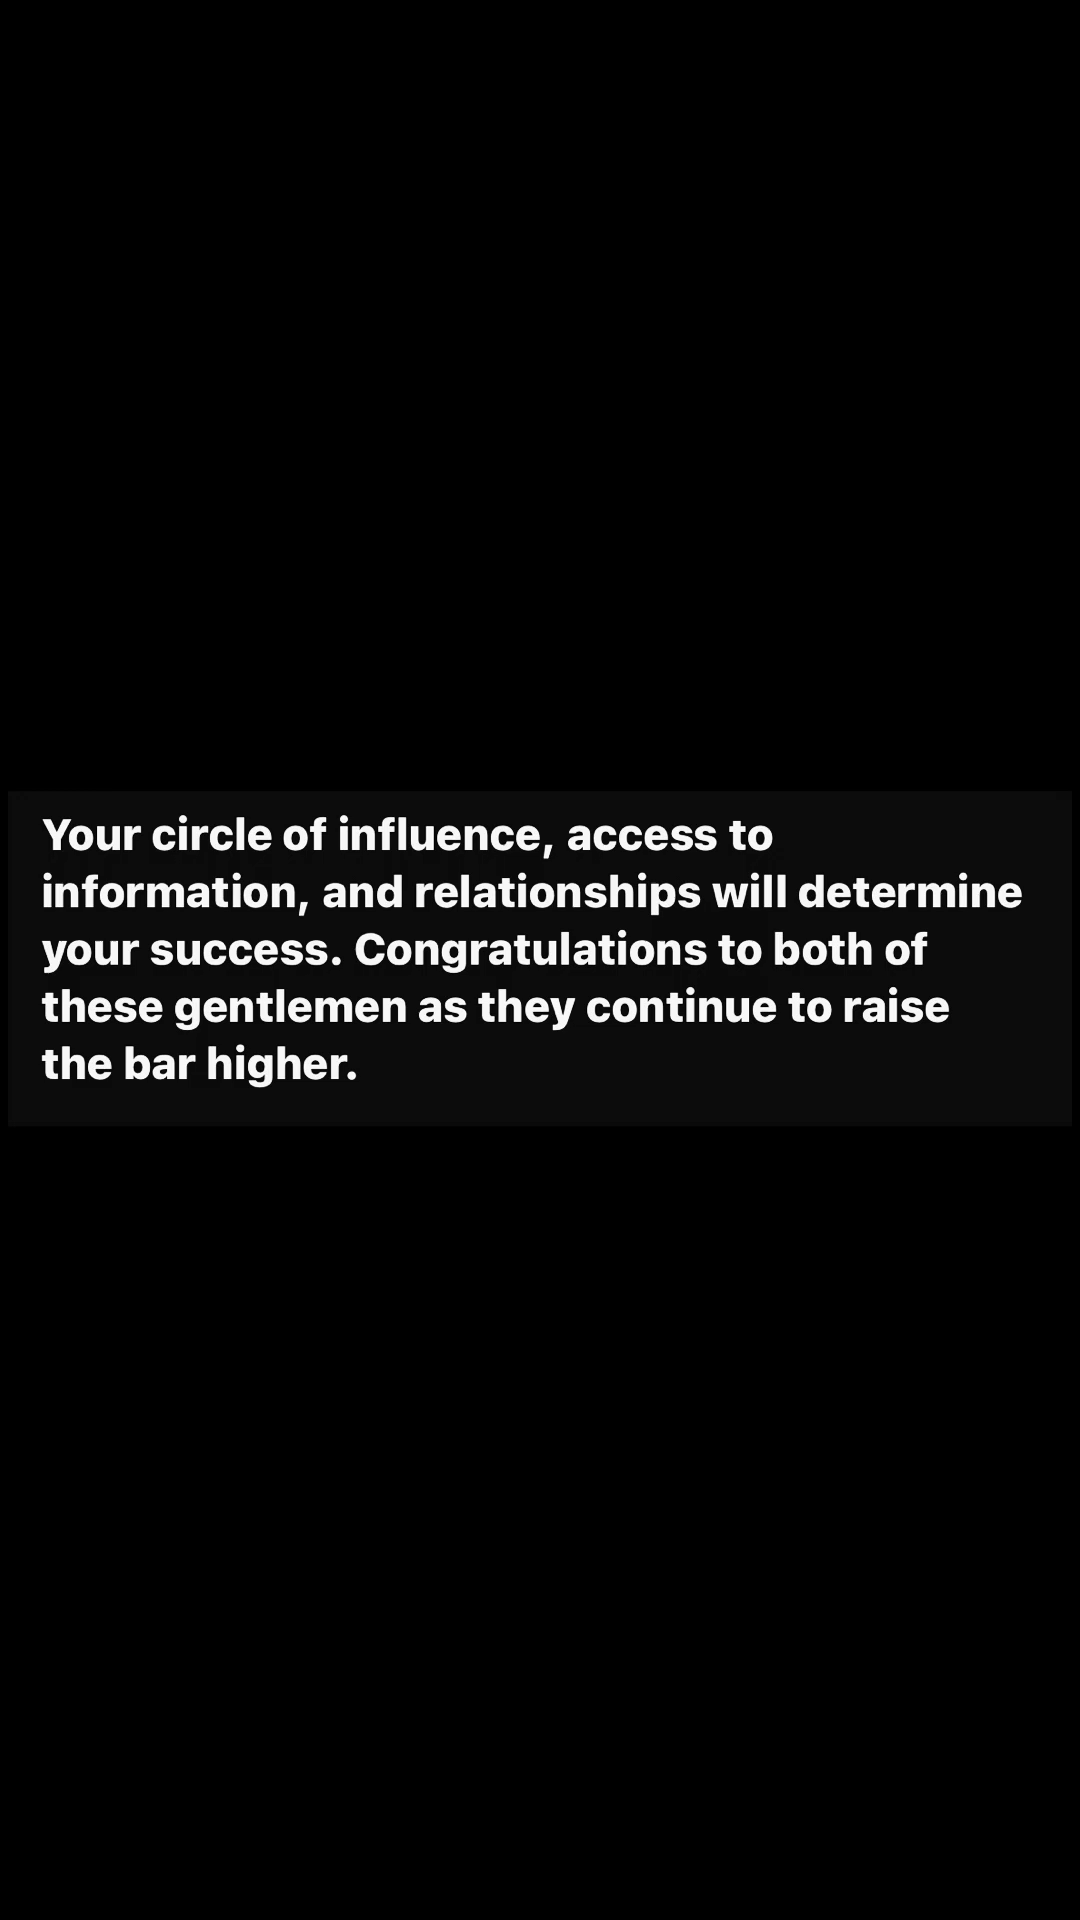 Your circle of influence, access to
information, and relationships will determine
your success. Congratulations to both of
these gentlemen as they continue to raise
the bar higher.